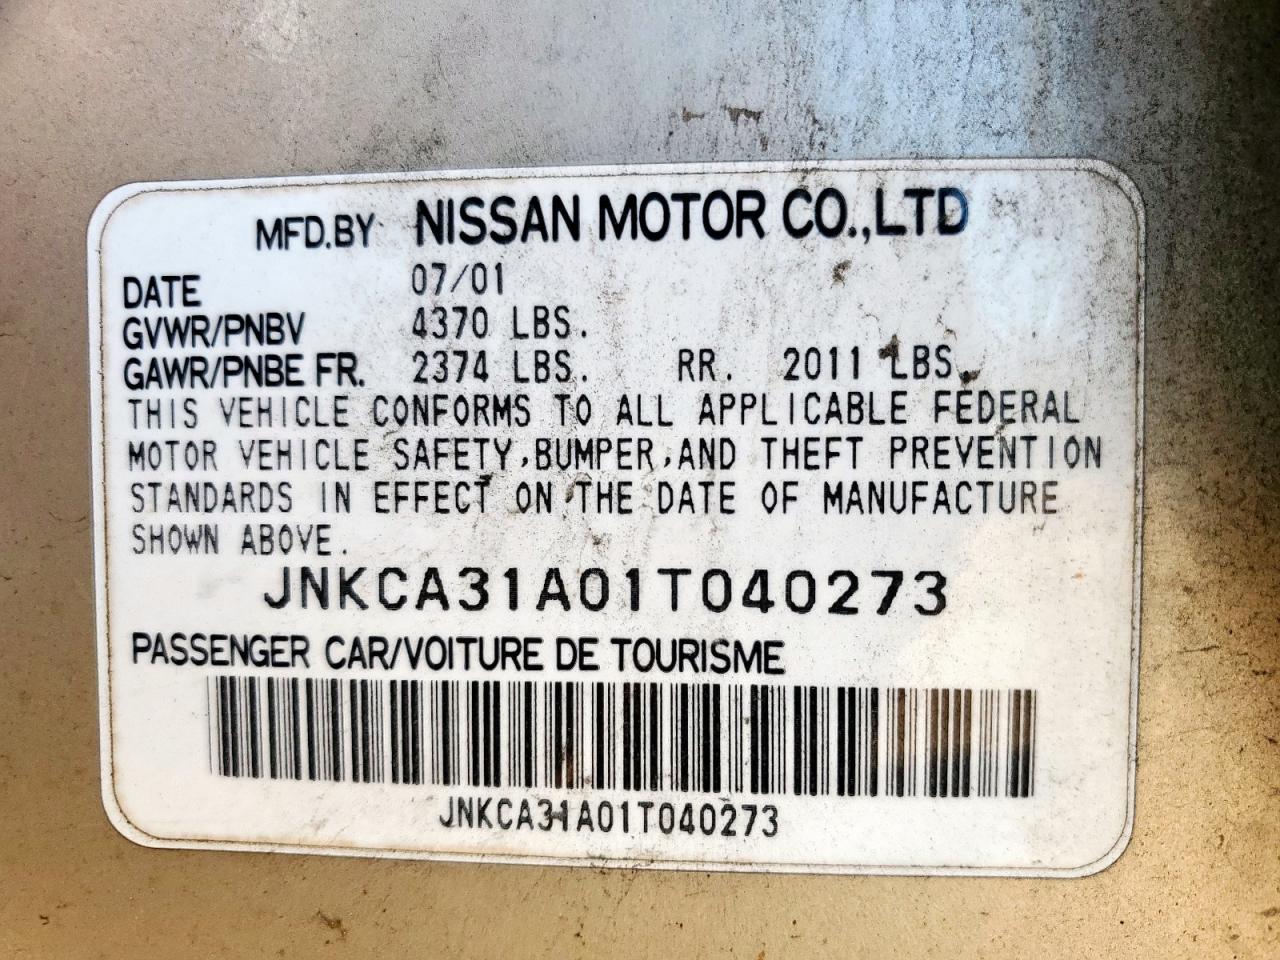 MFD.BY NISSAN MOTOR CO.,LTD
DATE 07/01
GVWR/PNBV 4370 LBS.
GAWR/PNBE FR. 2374 LBS. RR. 2011 LBS.
THIS VEHICLE CONFORMS TO ALL APPLICABLE FEDERAL
MOTOR VEHICLE SAFETY,BUMPER,AND THEFT PREVENTION
STANDARDS IN EFFECT ON THE DATE OF MANUFACTURE
SHOWN ABOVE.
JNKCA31A01T040273
PASSENGER CAR/VOITURE DE TOURISME
JNKCA31A01T040273